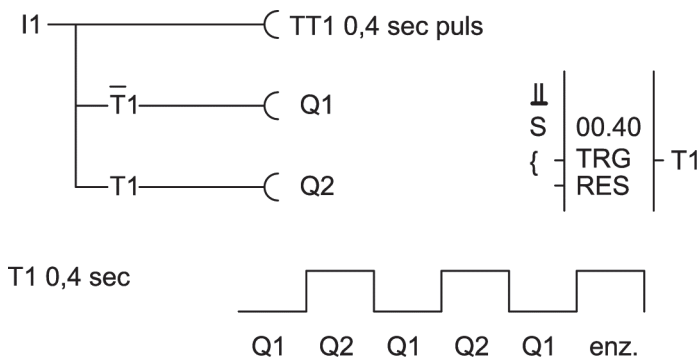 I1 TT1 0,4 sec puls
T̅1 Q1
T1 Q2
S 00.40
{ TRG T1
RES
T1 0,4 sec
Q1 Q2 Q1 Q2 Q1 enz.